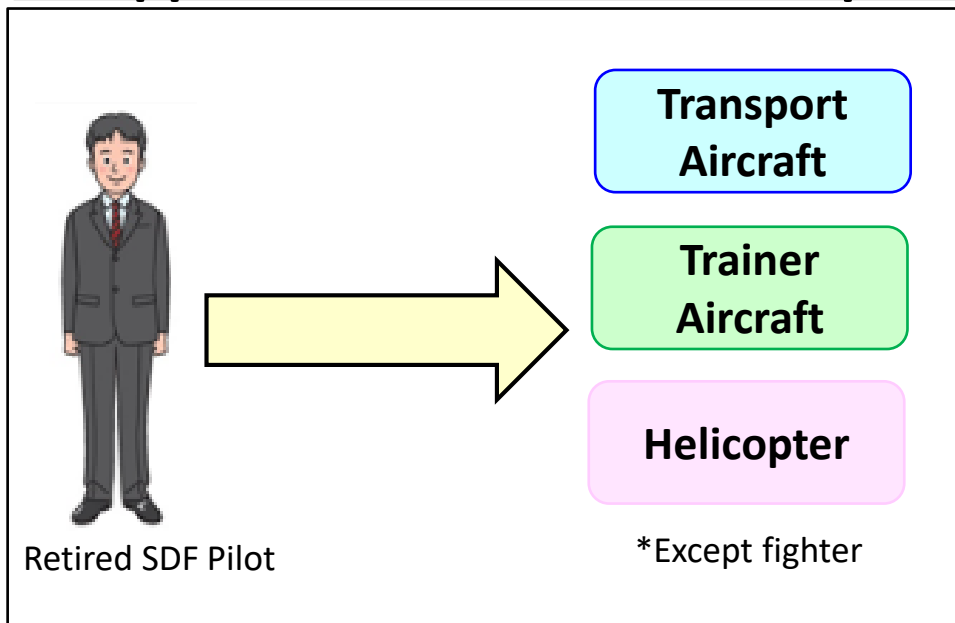 Transport
Aircraft
Trainer
Aircraft
Helicopter
Retired SDF Pilot
*Except fighter